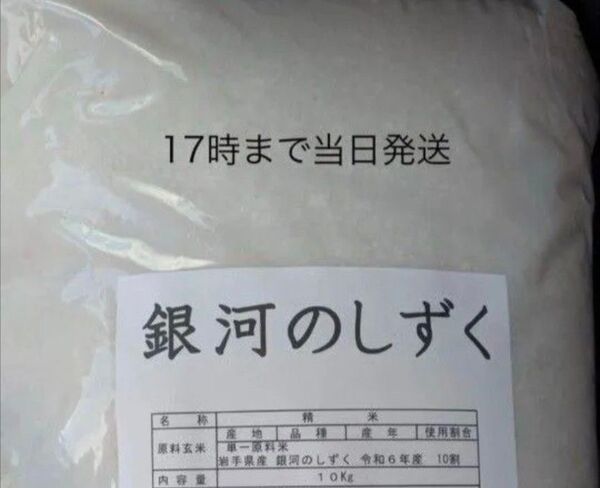 17時まで当日発送
銀河のしずく
名 称 精 米
産 地 品 種 産 年 使用割合
原料玄米 単一原料米
岩手県産 銀河のしずく 令和6年産 10割
内 容 量 10Kg